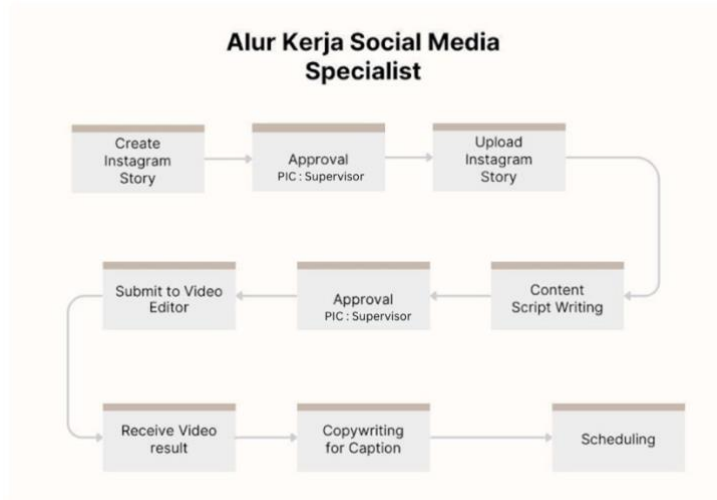 Alur Kerja Social Media
Specialist
Create
Instagram
Story
Approval
PIC : Supervisor
Upload
Instagram
Story
Content
Script Writing
Approval
PIC : Supervisor
Submit to Video
Editor
Receive Video
result
Copywriting
for Caption
Scheduling